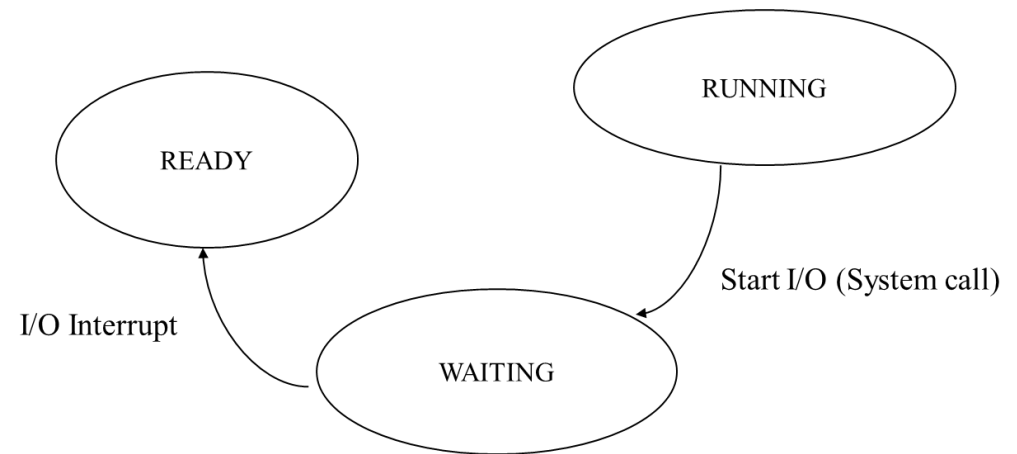 RUNNING
READY
Start I/O (System call)
I/O Interrupt
WAITING